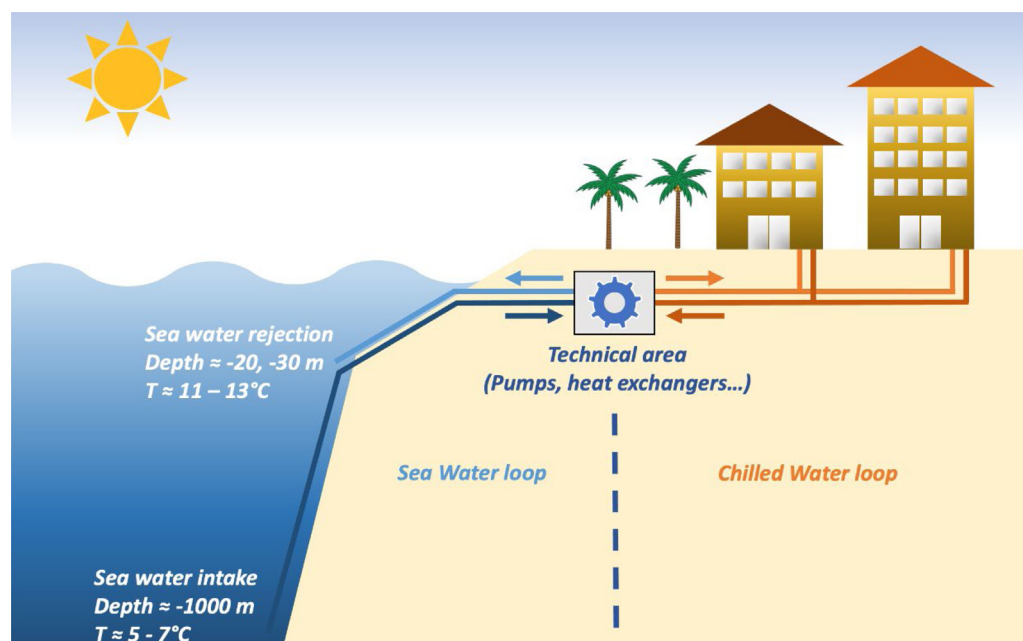 Sea water rejection
Depth ≈ -20, -30 m
T ≈ 11 – 13°C
Technical area
(Pumps, heat exchangers…)
Sea Water loop
Chilled Water loop
Sea water intake
Depth ≈ -1000 m
T ≈ 5 - 7°C